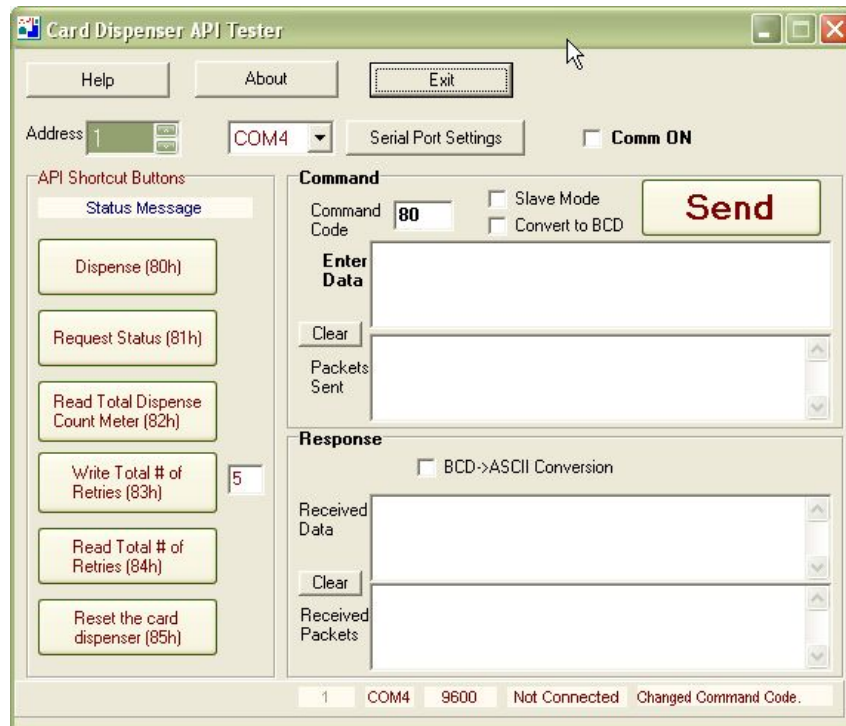 Card Dispenser API Tester
Help
About
Exit
Address
1
COM4
Serial Port Settings
Comm ON
API Shortcut Buttons
Status Message
Dispense (80h)
Request Status (81h)
Read Total Dispense
Count Meter (82h)
Write Total # of
Retries (83h)
5
Read Total # of
Retries (84h)
Reset the card
dispenser (85h)
Command
Command
Code
80
Slave Mode
Convert to BCD
Send
Enter
Data
Clear
Packets
Sent
Response
BCD->ASCII Conversion
Received
Data
Clear
Received
Packets
1
COM4
9600
Not Connected
Changed Command Code.